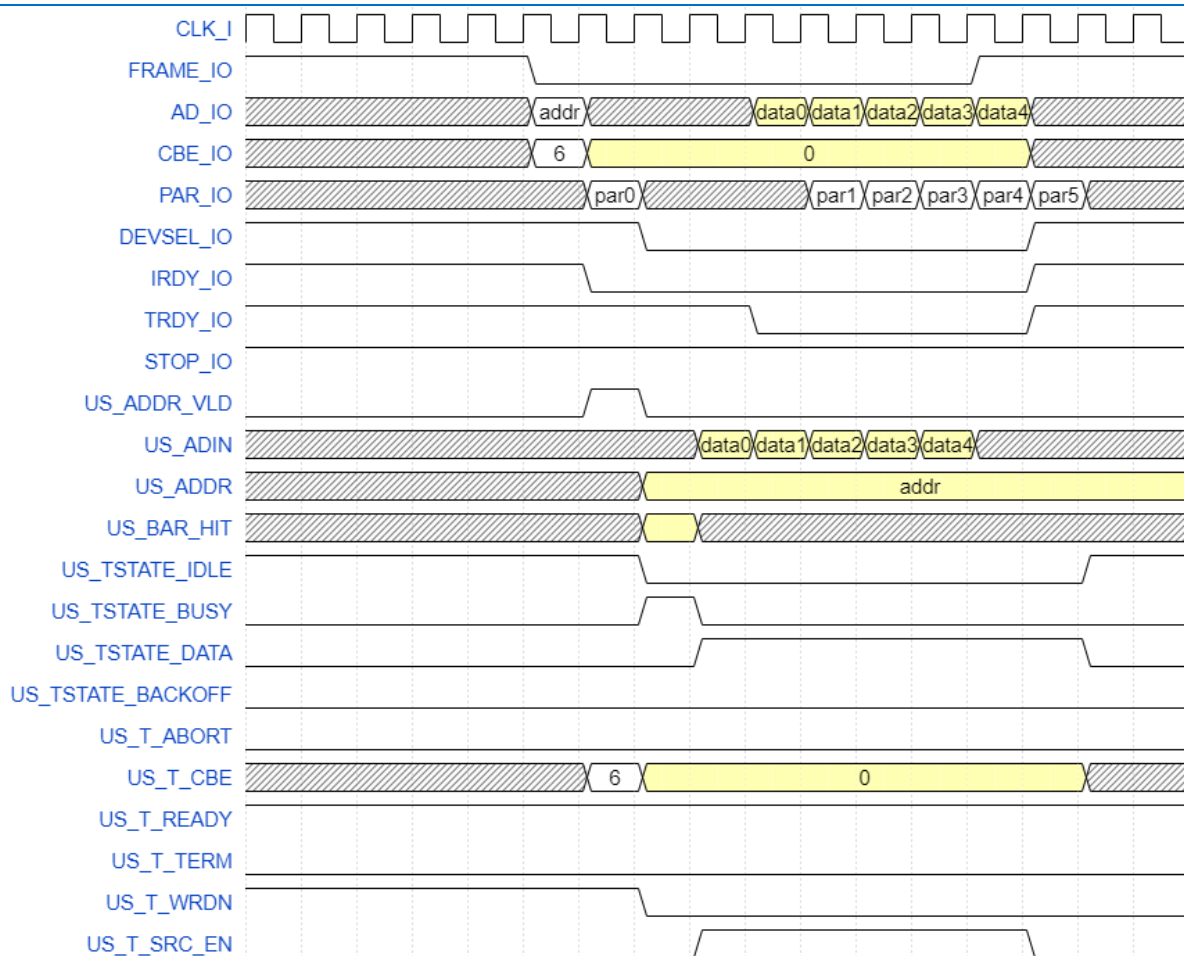 CLK_I
FRAME_IO
AD_IO addr data0 data1 data2 data3 data4
CBE_IO 6 0
PAR_IO par0 par1 par2 par3 par4 par5
DEVSEL_IO
IRDY_IO
TRDY_IO
STOP_IO
US_ADDR_VLD
US_ADIN data0 data1 data2 data3 data4
US_ADDR addr
US_BAR_HIT
US_TSTATE_IDLE
US_TSTATE_BUSY
US_TSTATE_DATA
US_TSTATE_BACKOFF
US_T_ABORT
US_T_CBE 6 0
US_T_READY
US_T_TERM
US_T_WRDN
US_T_SRC_EN